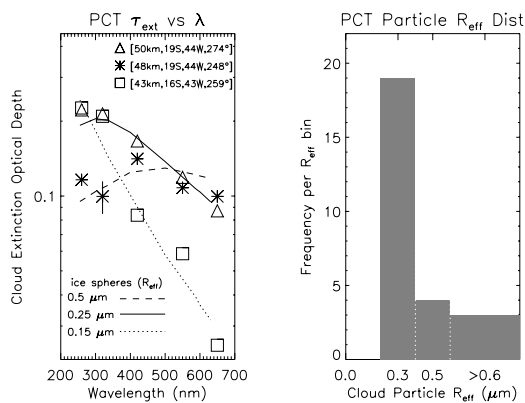 PCT τext vs λ
[50km,19S,44W,274°]
[48km,19S,44W,248°]
[43km,16S,43W,259°]
Cloud Extinction Optical Depth
0.1
ice spheres (Reff)
0.5 μm
0.25 μm
0.15 μm
200 300 400 500 600 700
Wavelength (nm)
PCT Particle Reff Dist
Frequency per Reff bin
20
15
10
5
0
0.0 0.3 0.5 >0.6
Cloud Particle Reff (μm)